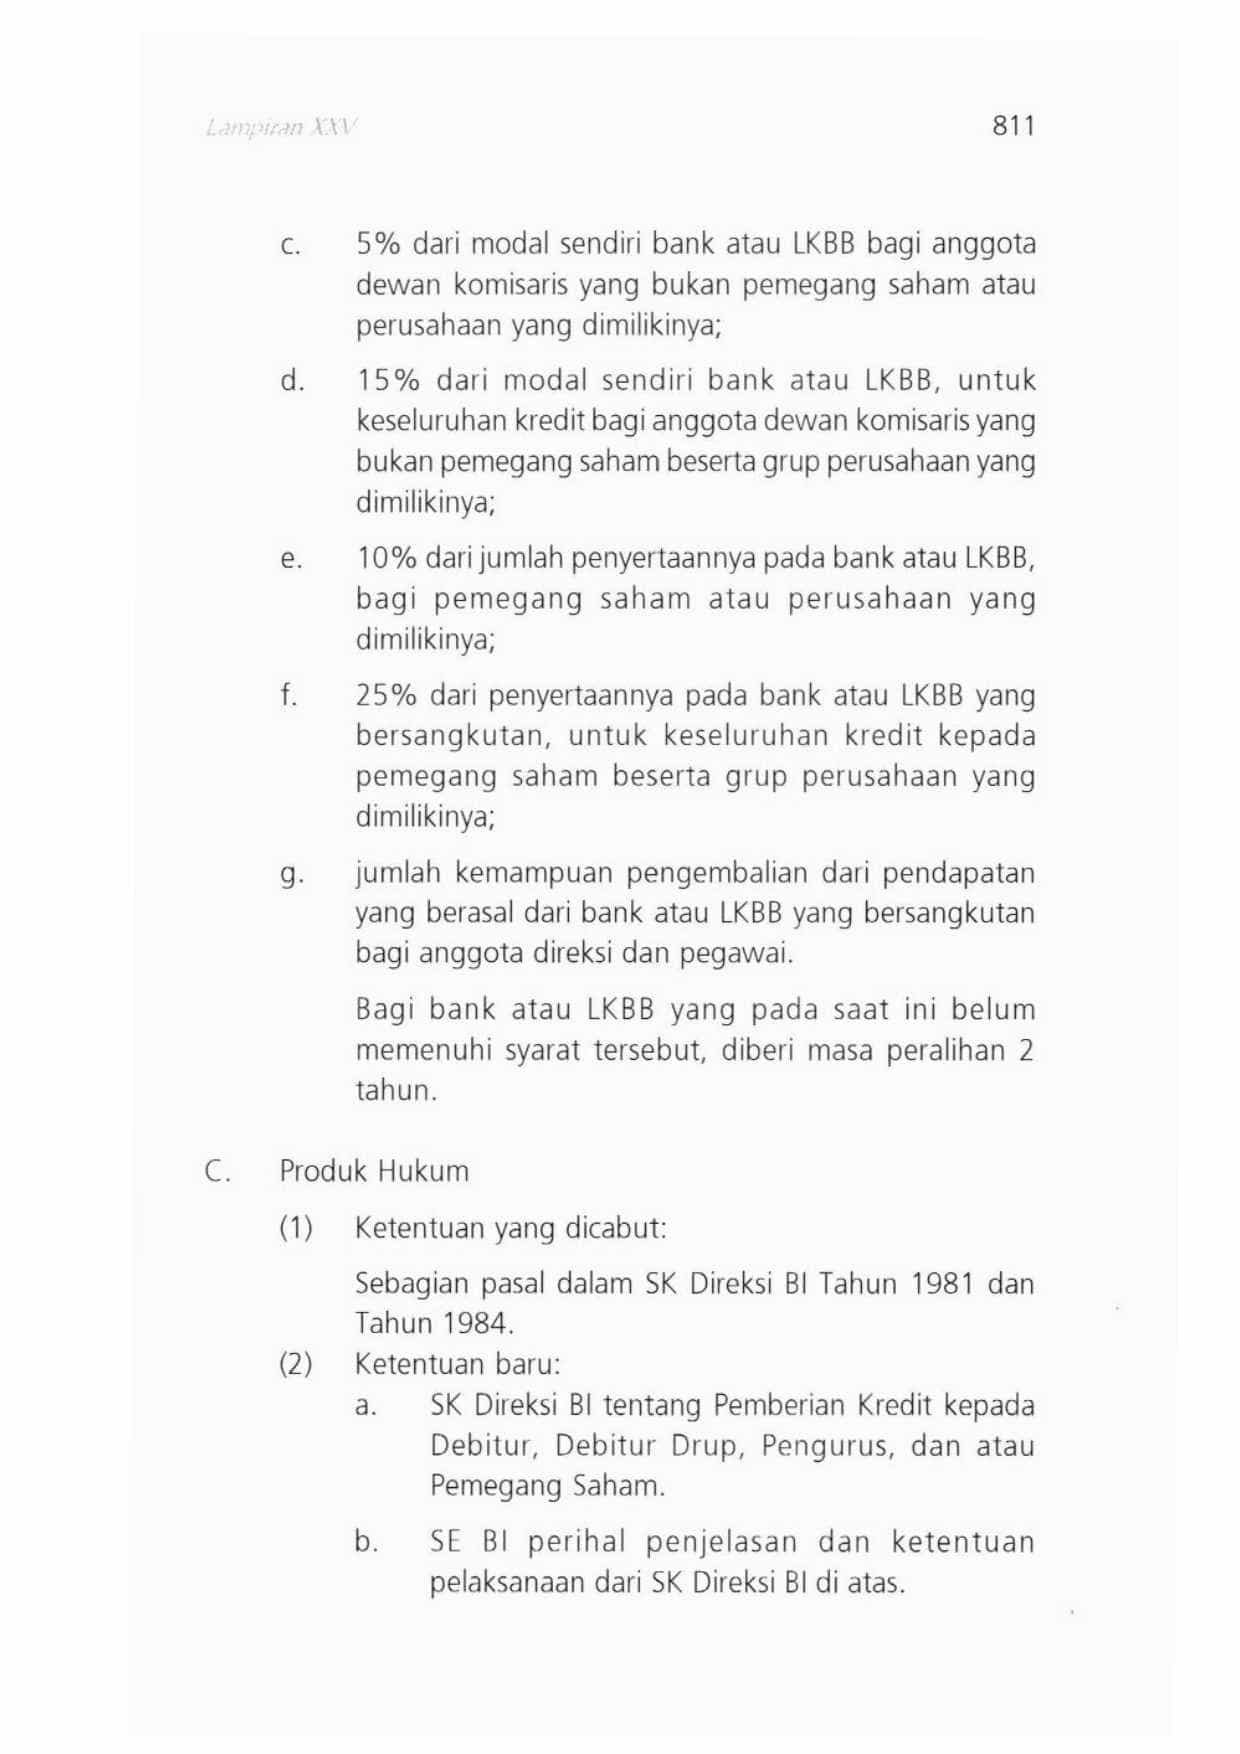 Lampiran XXV 811
c. 5% dari modal sendiri bank atau LKBB bagi anggota
dewan komisaris yang bukan pemegang saham atau
perusahaan yang dimilikinya;
d. 15% dari modal sendiri bank atau LKBB, untuk
keseluruhan kredit bagi anggota dewan komisaris yang
bukan pemegang saham beserta grup perusahaan yang
dimilikinya;
e. 10% dari jumlah penyertaannya pada bank atau LKBB,
bagi pemegang saham atau perusahaan yang
dimilikinya;
f. 25% dari penyertaannya pada bank atau LKBB yang
bersangkutan, untuk keseluruhan kredit kepada
pemegang saham beserta grup perusahaan yang
dimilikinya;
g. jumlah kemampuan pengembalian dari pendapatan
yang berasal dari bank atau LKBB yang bersangkutan
bagi anggota direksi dan pegawai.
Bagi bank atau LKBB yang pada saat ini belum
memenuhi syarat tersebut, diberi masa peralihan 2
tahun.
C. Produk Hukum
(1) Ketentuan yang dicabut:
Sebagian pasal dalam SK Direksi BI Tahun 1981 dan
Tahun 1984.
(2) Ketentuan baru:
a. SK Direksi BI tentang Pemberian Kredit kepada
Debitur, Debitur Drup, Pengurus, dan atau
Pemegang Saham.
b. SE BI perihal penjelasan dan ketentuan
pelaksanaan dari SK Direksi BI di atas.